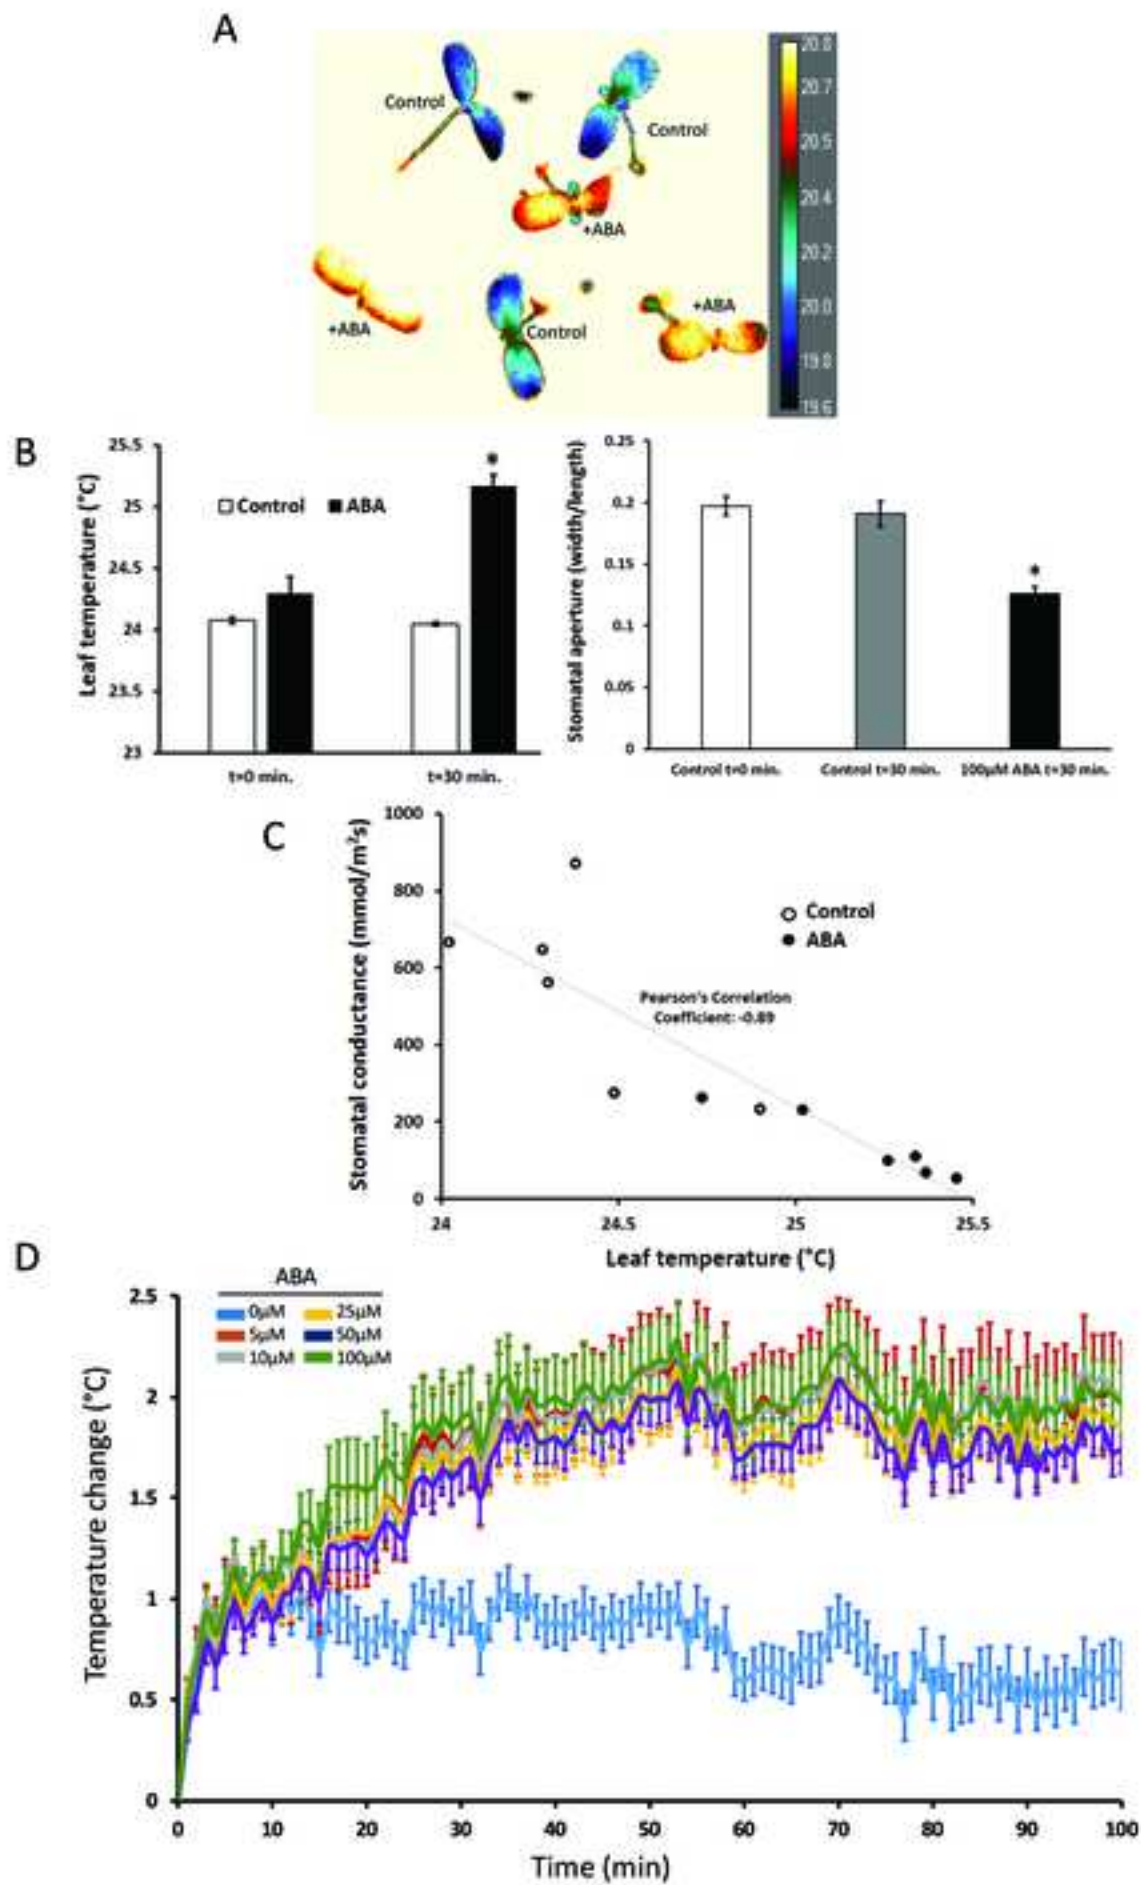 A
Control
Control
+ABA
+ABA
Control
+ABA
20.8
20.7
20.5
20.4
20.2
20.0
19.8
19.6
B
Leaf temperature (°C)
25.5
25
24.5
24
23.5
23
Control ABA
*
t=0 min. t=30 min.
Stomatal aperture (width/length)
0.25
0.2
0.15
0.1
0.05
0
*
Control t=0 min. Control t=30 min. 100μM ABA t=30 min.
C
Stomatal conductance (mmol/m²s)
1000
800
600
400
200
0
Control
ABA
Pearson's Correlation
Coefficient: -0.89
24 24.5 25 25.5
Leaf temperature (°C)
D
ABA
0μM 25μM
5μM 50μM
10μM 100μM
Temperature change (°C)
2.5
2
1.5
1
0.5
0
0 10 20 30 40 50 60 70 80 90 100
Time (min)